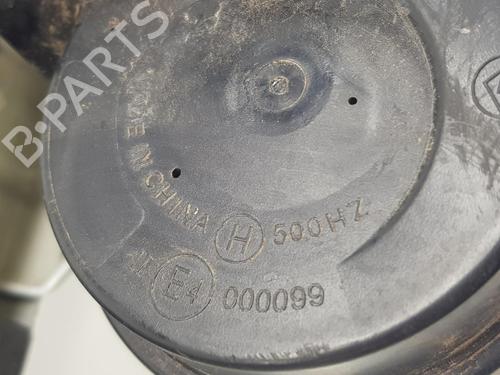 B-PARTS
MADE IN CHINA
H 500HZ
E4 000099